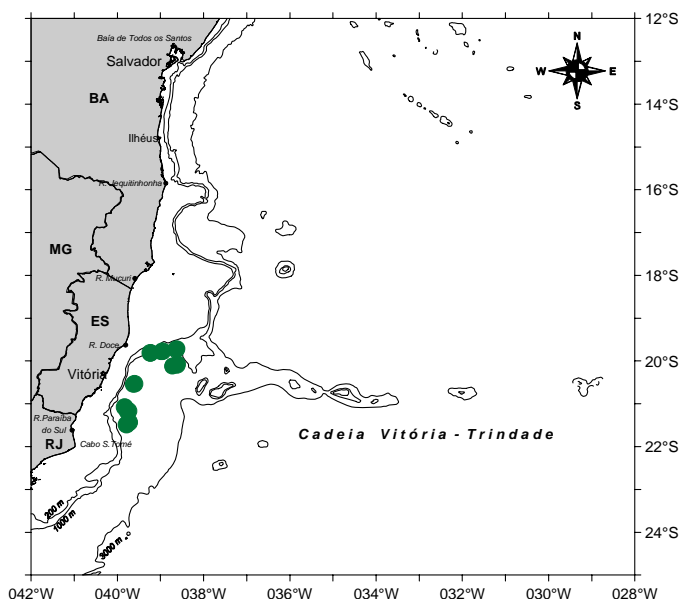 12°S
Baía de Todos os Santos
N
Salvador
W E
S
BA
14°S
Ilhéus
R. Jequitinhonha
16°S
MG
R. Mucuri
18°S
ES
R. Doce
20°S
Vitória
R.Paraíba
do Sul
RJ
Cabo S.Tomé
Cadeia Vitória - Trindade
22°S
200 m
1000 m
3000 m
24°S
042°W 040°W 038°W 036°W 034°W 032°W 030°W 028°W